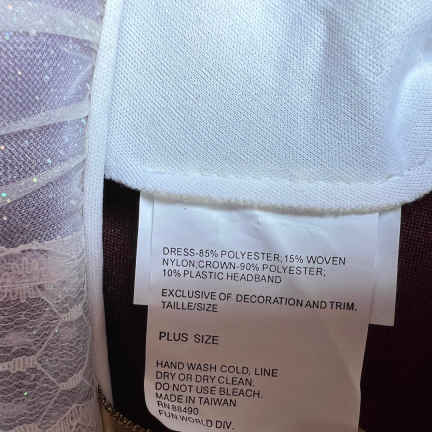 DRESS-85% POLYESTER;15% WOVEN
NYLON;CROWN-90% POLYESTER;
10% PLASTIC HEADBAND
EXCLUSIVE OF DECORATION AND TRIM.
TAILLE/SIZE
PLUS SIZE
HAND WASH COLD, LINE
DRY OR DRY CLEAN.
DO NOT USE BLEACH.
MADE IN TAIWAN
RN 88490
FUN WORLD DIV.